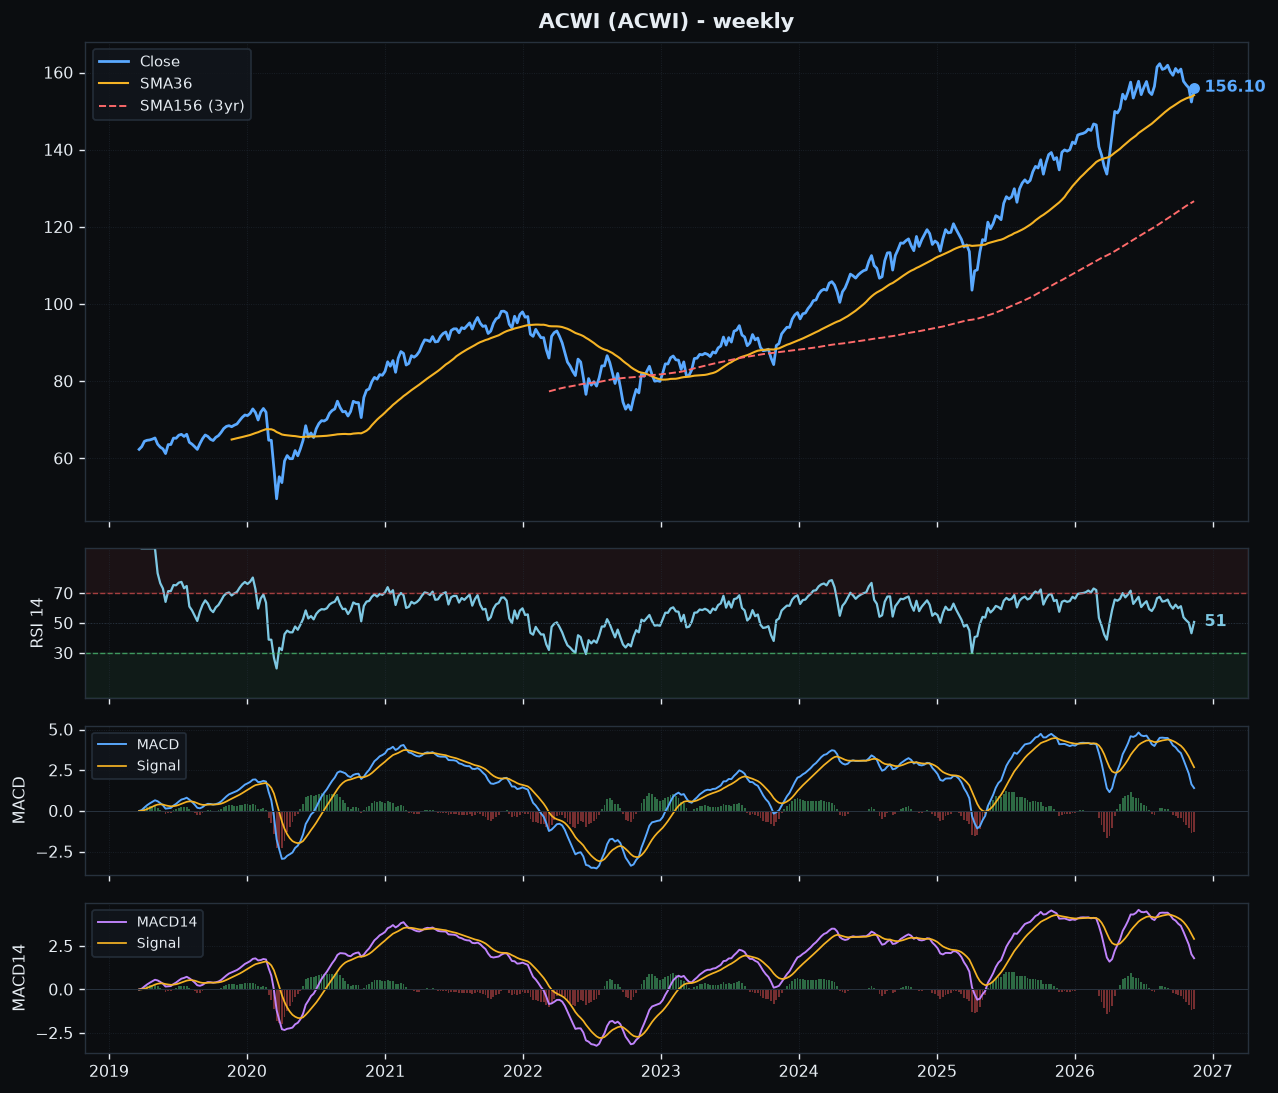 ACWI (ACWI) - weekly
Close
SMA36
SMA156 (3yr)
160
140
120
100
80
60
156.10
RSI 14
70
50
30
51
MACD
5.0
2.5
0.0
−2.5
MACD
Signal
MACD14
2.5
0.0
−2.5
MACD14
Signal
2019 2020 2021 2022 2023 2024 2025 2026 2027